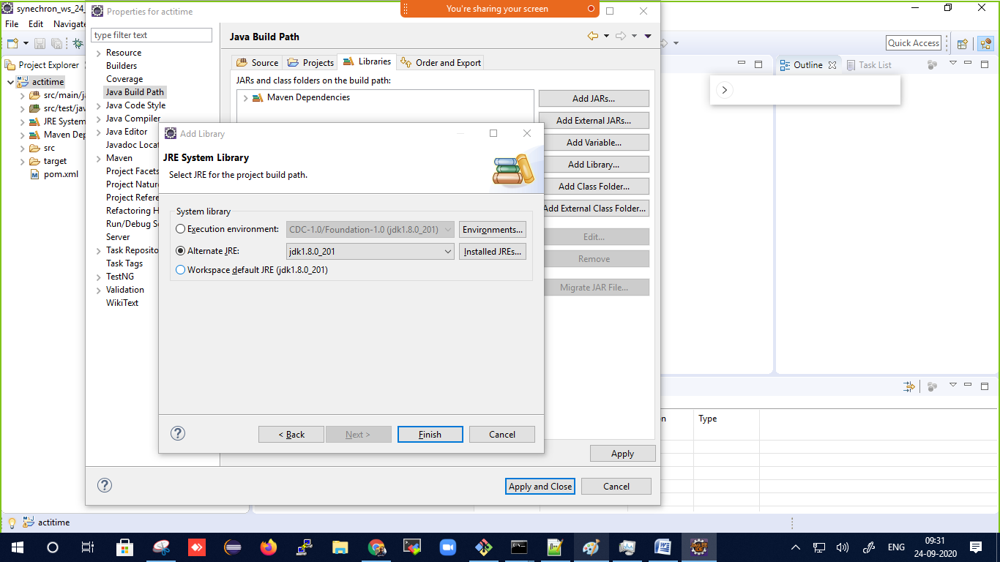 synechron_ws_24_
Properties for actitime
You're sharing your screen
File Edit Navigate
type filter text
Java Build Path
Quick Access
Project Explorer
Resource
Builders
Coverage
Java Build Path
Java Code Style
Java Compiler
Java Editor
Javadoc Locat
Maven
Project Facets
Project Nature
Project Refere
Refactoring H
Run/Debug Se
Server
Task Reposito
Task Tags
TestNG
Validation
WikiText
Source Projects Libraries Order and Export
Outline Task List
actitime
src/main/ja
src/test/jav
JRE System
Maven Dep
src
target
pom.xml
JARs and class folders on the build path:
Maven Dependencies
Add JARs...
Add External JARs...
Add Variable...
Add Library...
Add Class Folder...
Add External Class Folder...
Edit...
Remove
Migrate JAR File...
Add Library
JRE System Library
Select JRE for the project build path.
System library
Execution environment: CDC-1.0/Foundation-1.0 (jdk1.8.0_201) Environments...
Alternate JRE: jdk1.8.0_201 Installed JREs...
Workspace default JRE (jdk1.8.0_201)
< Back Next > Finish Cancel
Apply
Apply and Close Cancel
n Type
actitime
ENG
09:31
24-09-2020